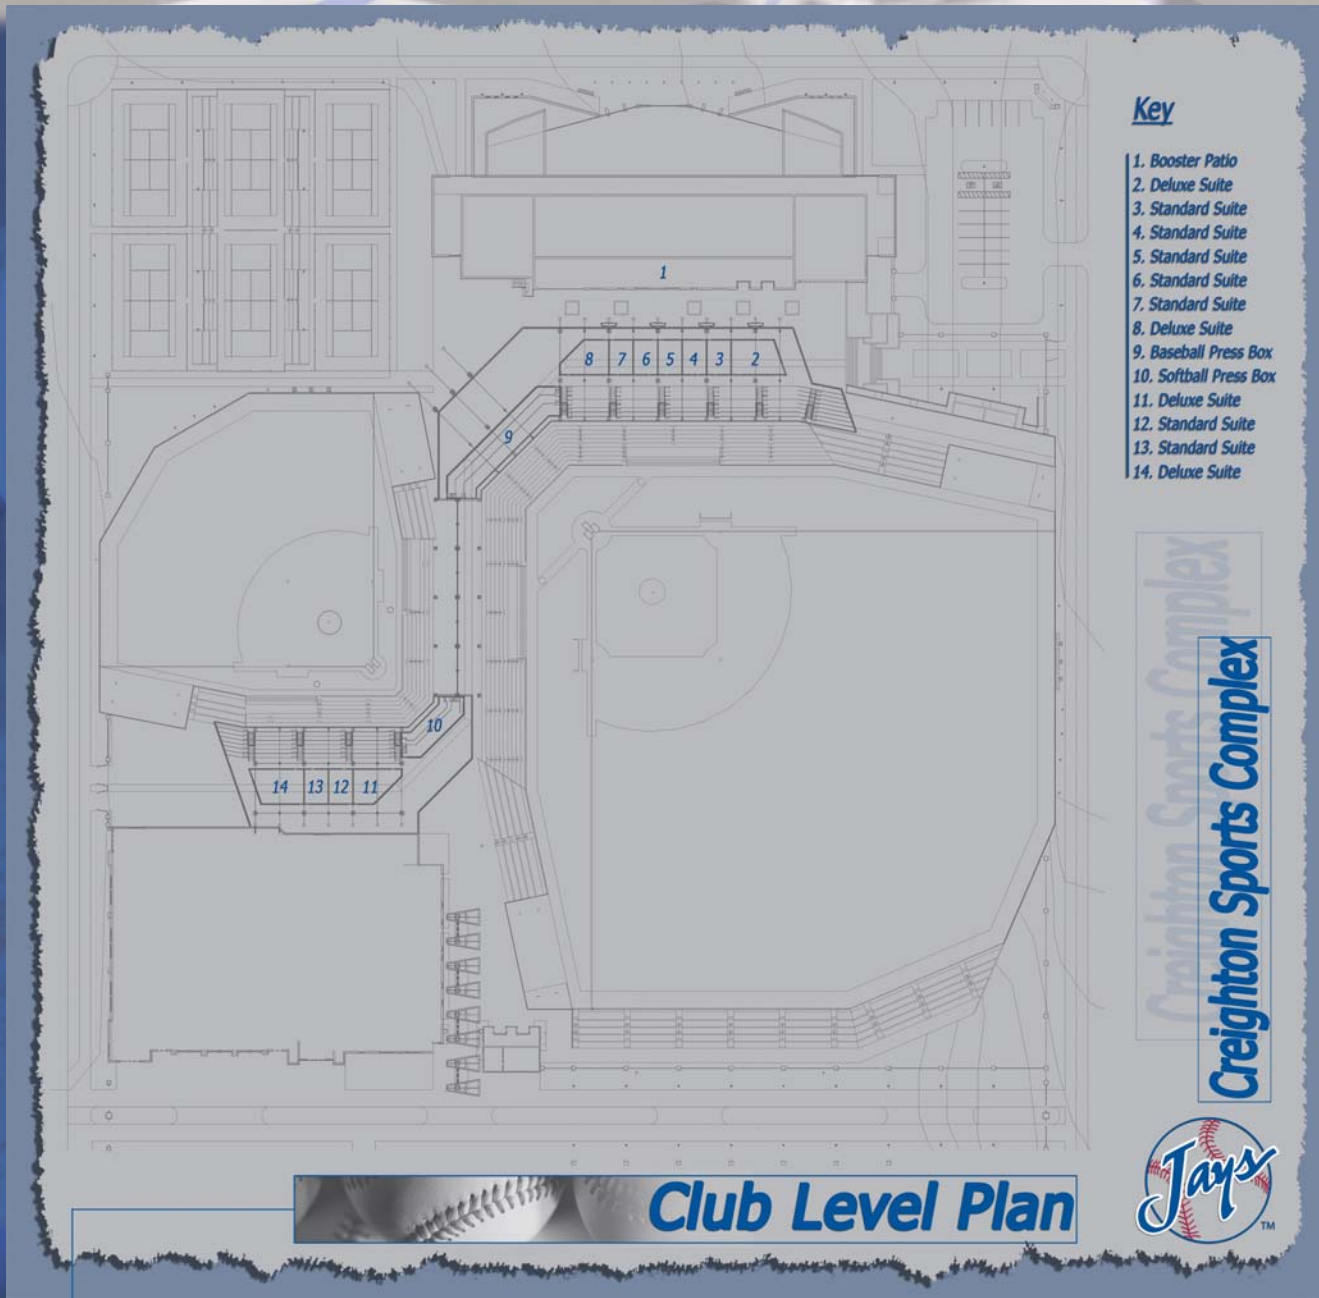 Key
1. Booster Patio
2. Deluxe Suite
3. Standard Suite
4. Standard Suite
5. Standard Suite
6. Standard Suite
7. Standard Suite
8. Deluxe Suite
9. Baseball Press Box
10. Softball Press Box
11. Deluxe Suite
12. Standard Suite
13. Standard Suite
14. Deluxe Suite
1
8 7 6 5 4 3 2
9
10
14 13 12 11
Creighton Sports Complex
Creighton Sports Complex
Club Level Plan
Jays
TM